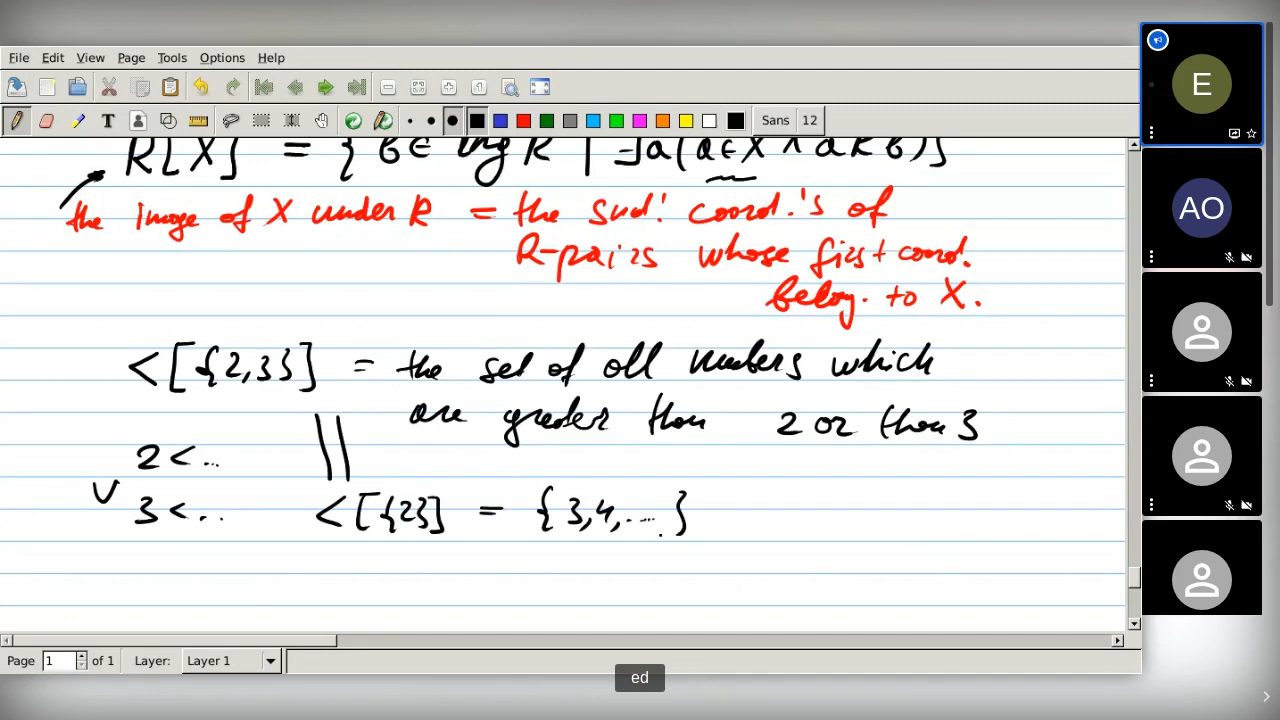 File Edit View Page Tools Options Help
Sans 12
R[X] = { b ∈ rng R | ∃a(a∈X ∧ aRb)}
the image of X under R = the snd! coord.'s of
R-pairs whose first coord.
belong. to X.
<[{2,3}] = the set of all numbers which
are greater than 2 or than 3
2 < ...
∨ 3 < ... <[{2}] = {3,4,.... }
Page 1 of 1 Layer: Layer 1
ed
E
AO